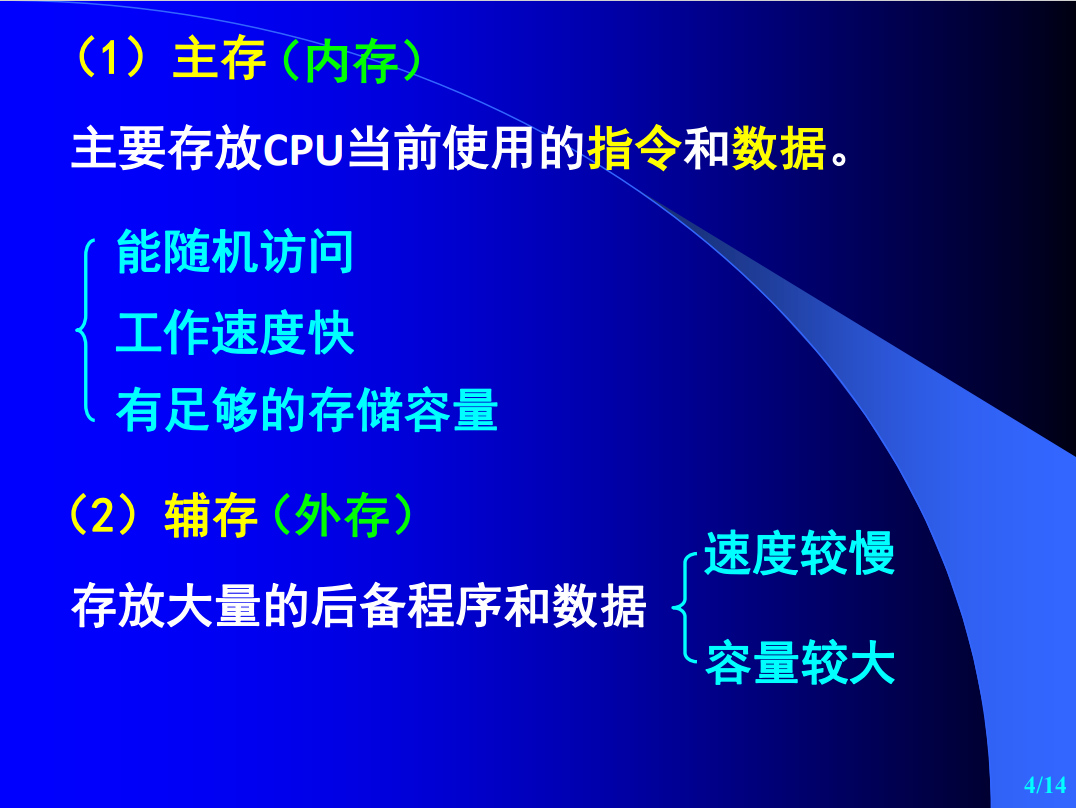 （1）主存（内存）
主要存放CPU当前使用的指令和数据。
能随机访问
工作速度快
有足够的存储容量
（2）辅存（外存）
存放大量的后备程序和数据
速度较慢
容量较大
4/14